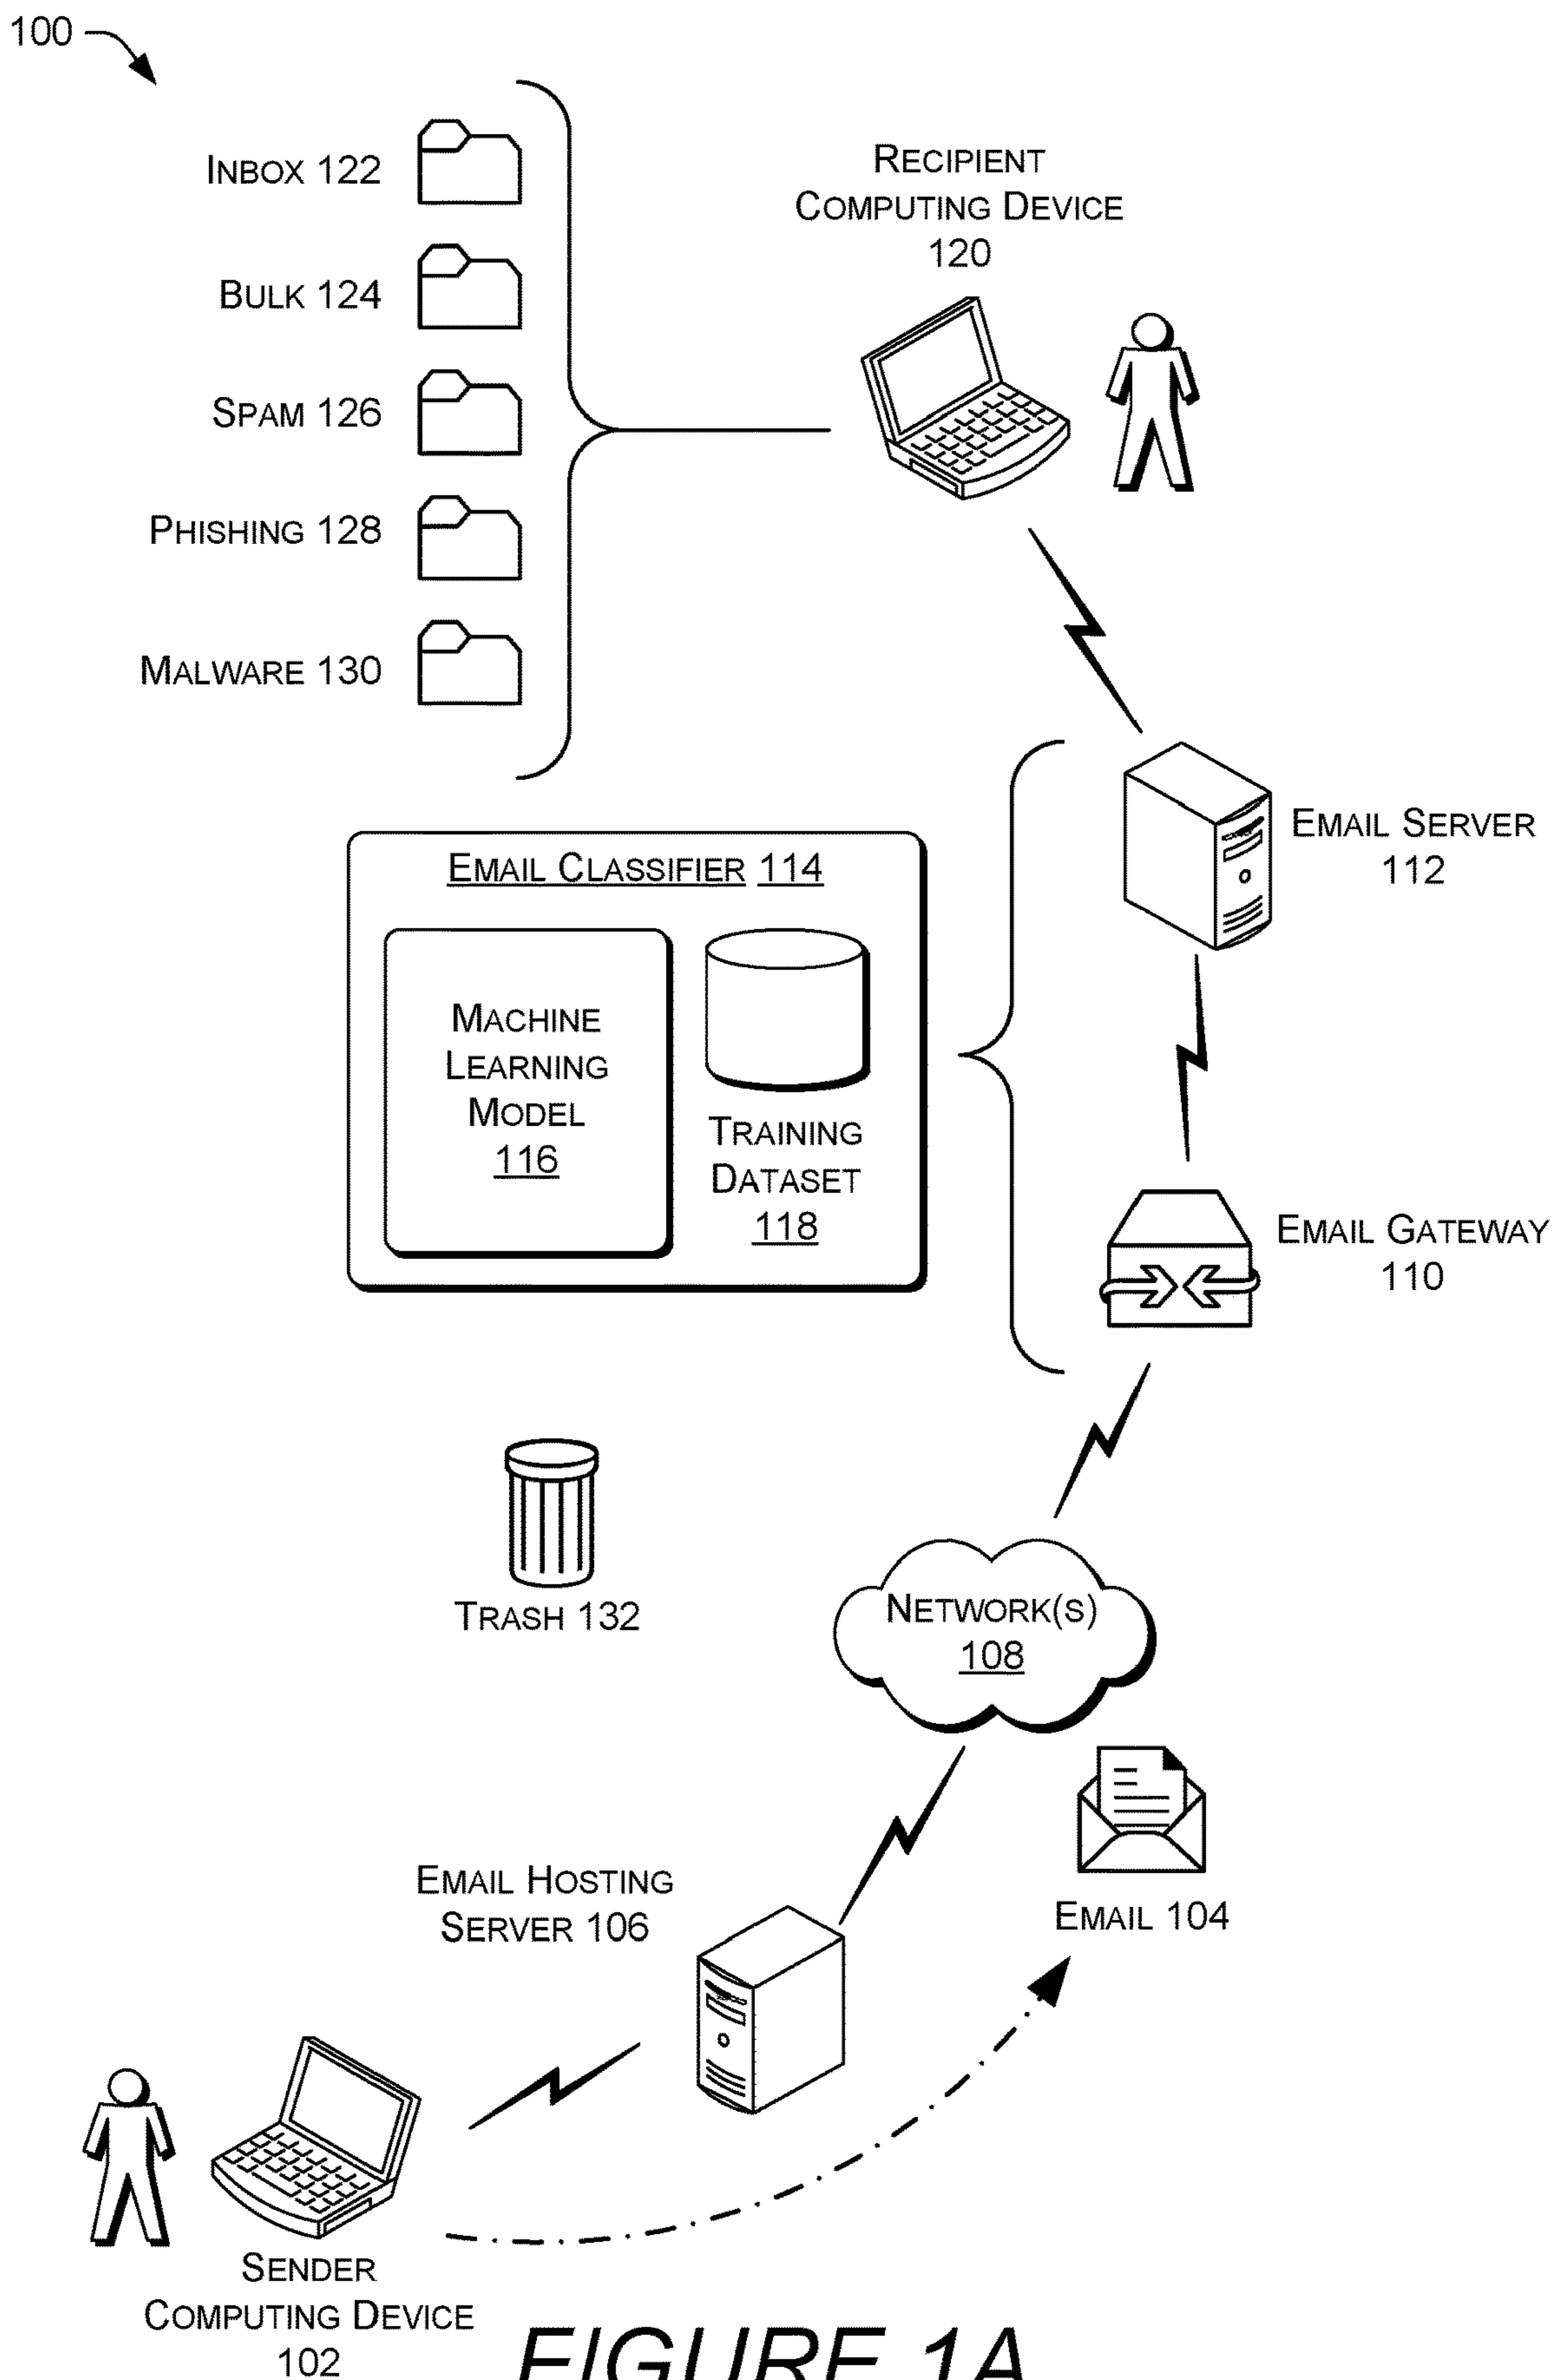 100
INBOX 122
BULK 124
SPAM 126
PHISHING 128
MALWARE 130
RECIPIENT
COMPUTING DEVICE
120
EMAIL SERVER
112
EMAIL CLASSIFIER 114
MACHINE
LEARNING
MODEL
116
TRAINING
DATASET
118
EMAIL GATEWAY
110
TRASH 132
NETWORK(S)
108
EMAIL HOSTING
SERVER 106
EMAIL 104
SENDER
COMPUTING DEVICE
102
FIGURE 1A